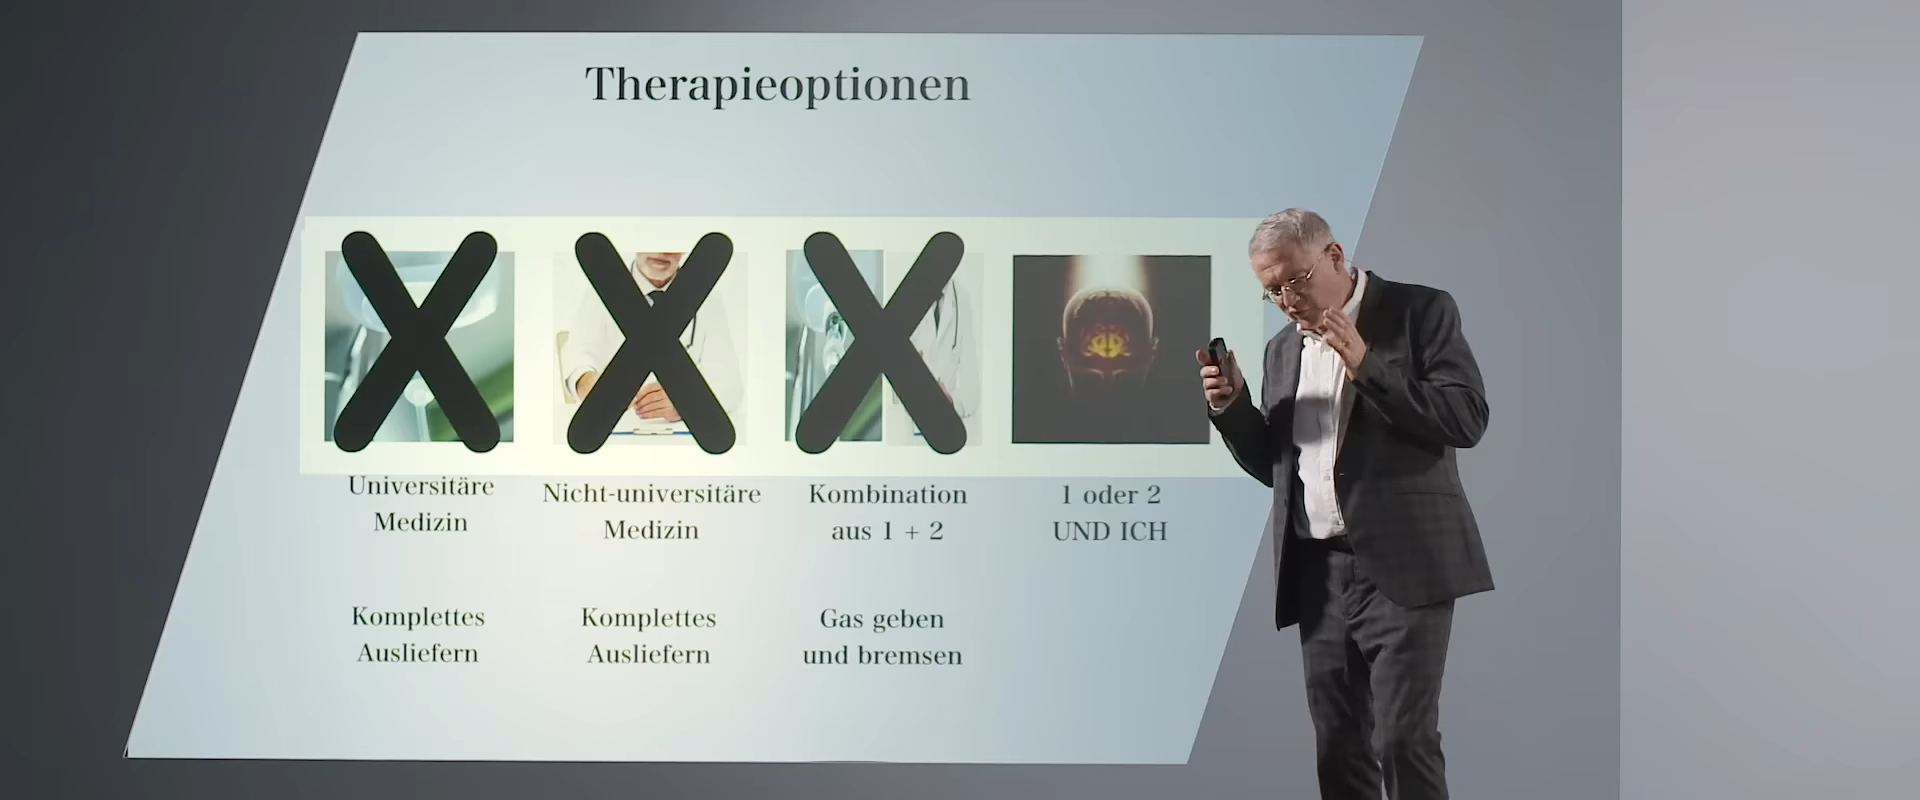 Therapieoptionen
Universitäre
Medizin
Nicht-universitäre
Medizin
Kombination
aus 1 + 2
1 oder 2
UND ICH
Komplettes
Ausliefern
Komplettes
Ausliefern
Gas geben
und bremsen